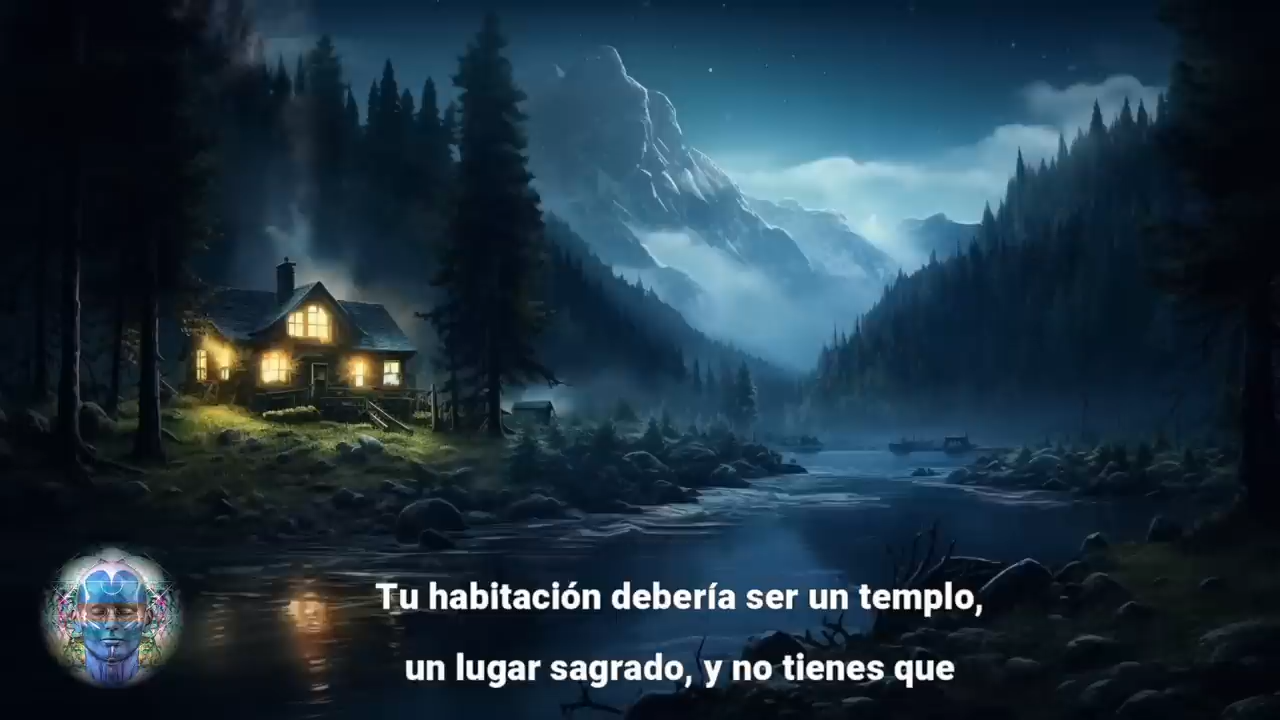 Tu habitación debería ser un templo,
un lugar sagrado, y no tienes que